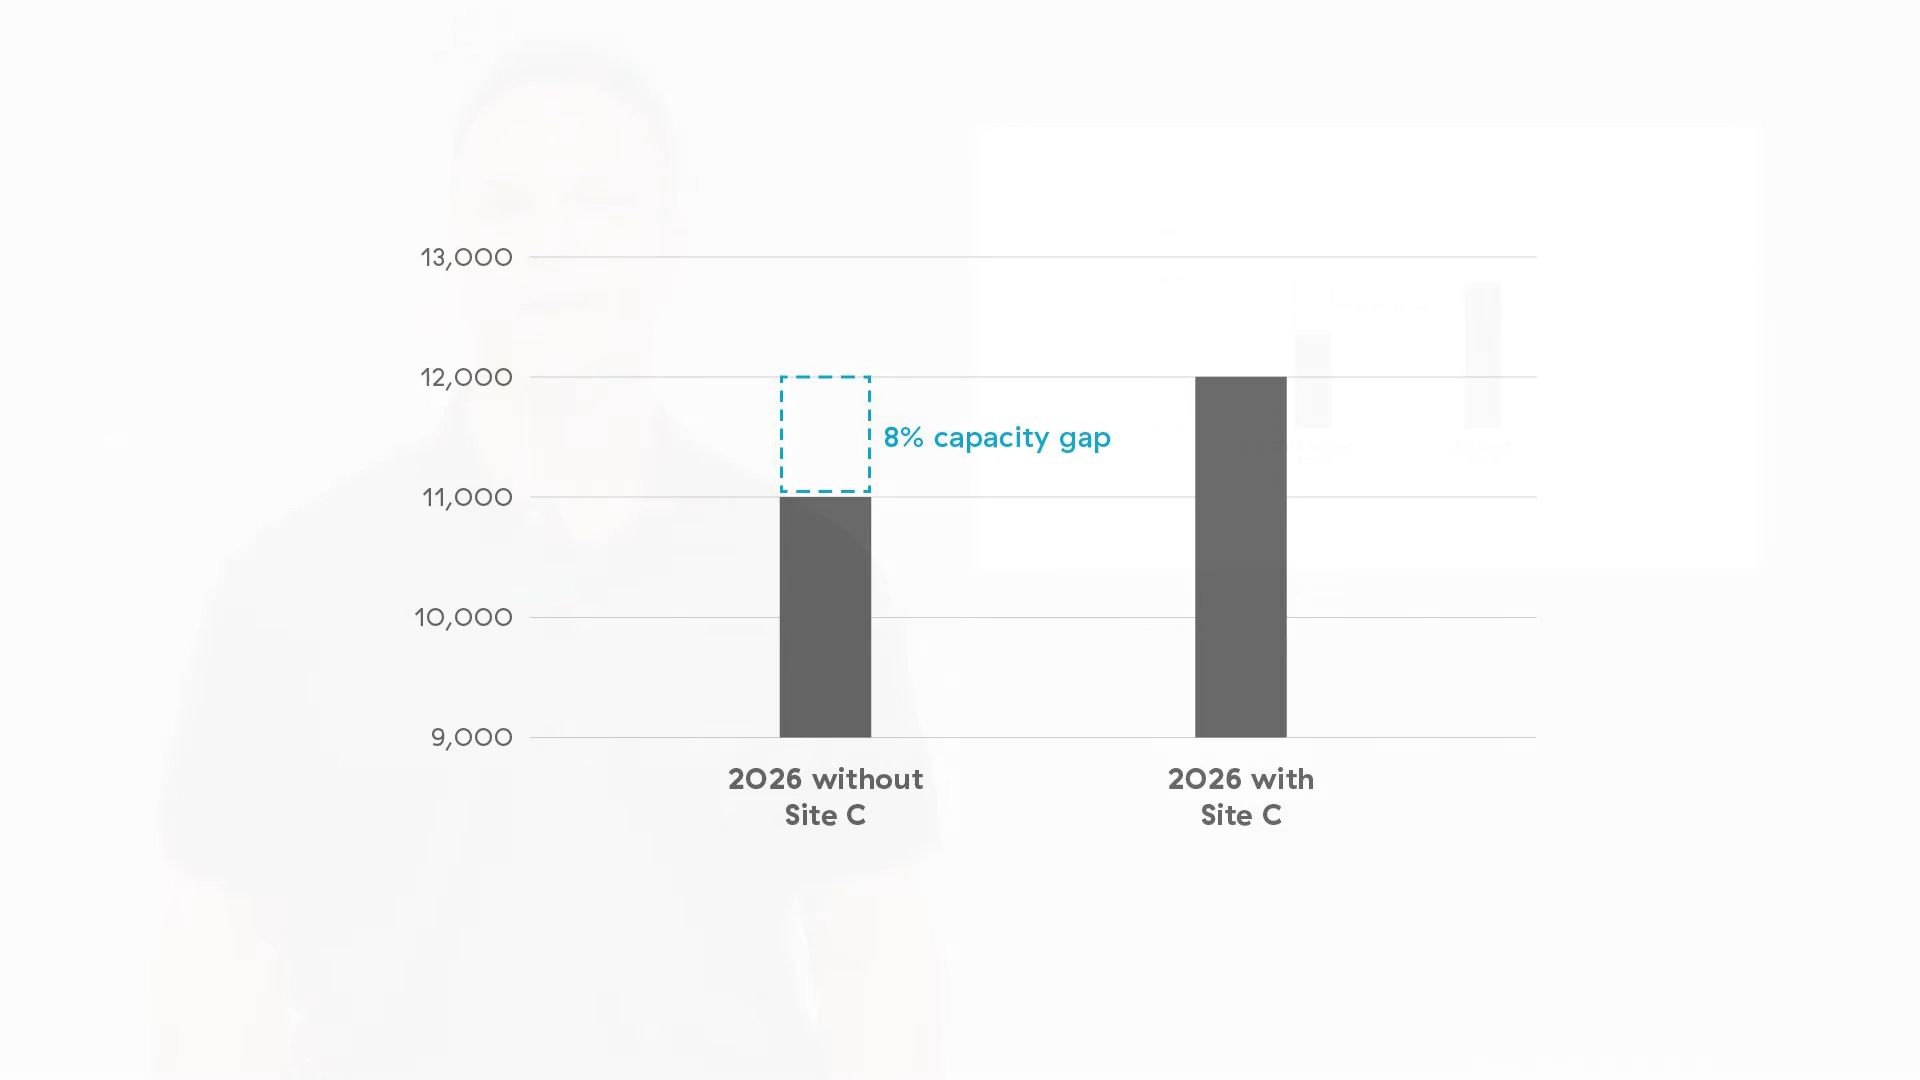 13,000
12,000
8% capacity gap
11,000
10,000
9,000
2026 without
Site C
2026 with
Site C